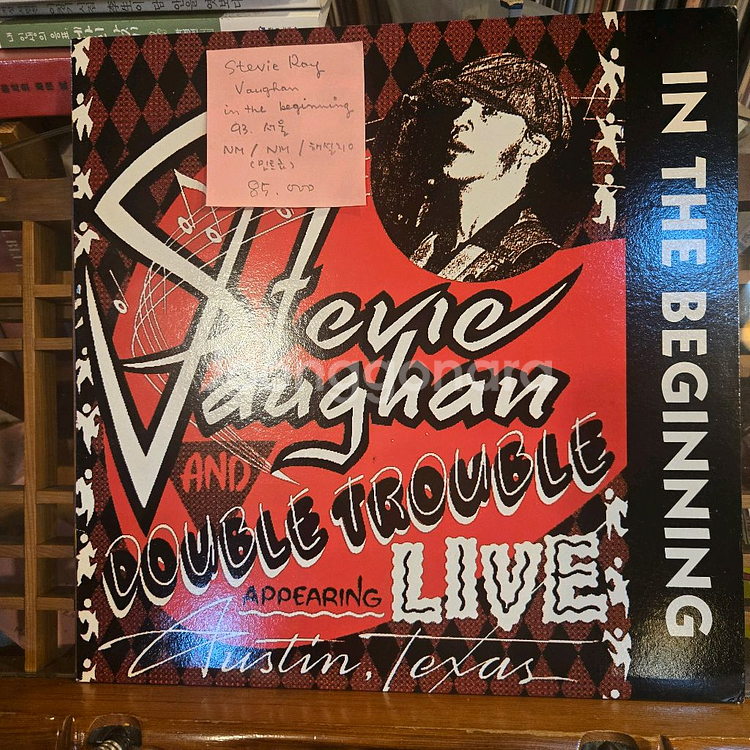 Stevie Ray
Vaughan
in the beginning
93. 서울
NM / NM / 해설지0
(민트급)
85.000
Stevie
Vaughan
AND
DOUBLE TROUBLE
APPEARING LIVE
Austin, Texas
IN THE BEGINNING